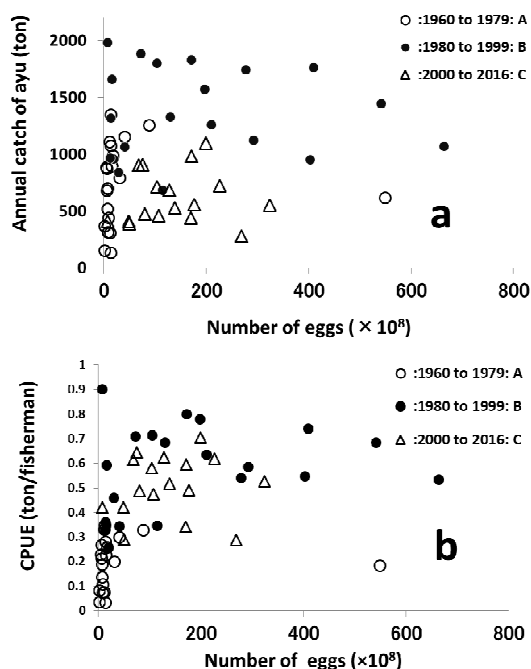 a
○ :1960 to 1979: A
● :1980 to 1999: B
△ :2000 to 2016: C
Annual catch of ayu (ton)
2000
1500
1000
500
0
0 200 400 600 800
Number of eggs ( × 10⁸)
a
b
○ :1960 to 1979: A
● :1980 to 1999: B
△ :2000 to 2016: C
CPUE (ton/fisherman)
1
0.9
0.8
0.7
0.6
0.5
0.4
0.3
0.2
0.1
0
b
0 200 400 600 800
Number of eggs (×10⁸)